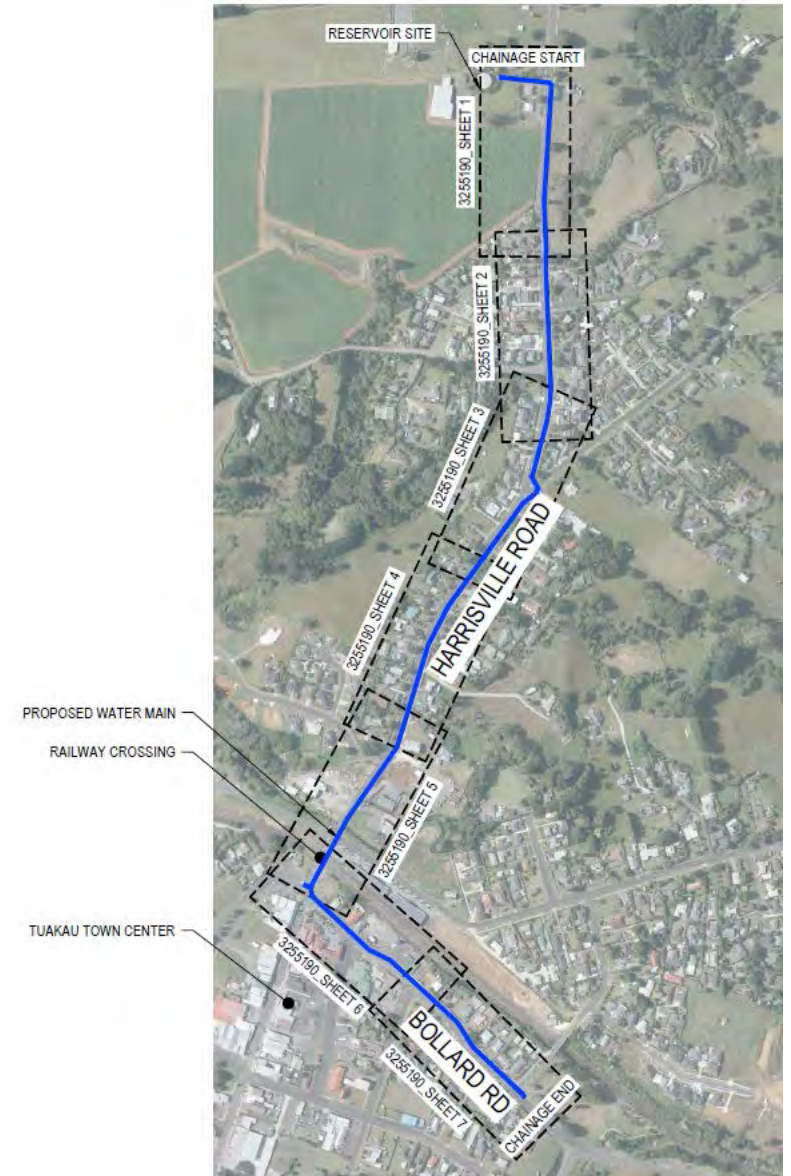 RESERVOIR SITE
CHAINAGE START
3255190_SHEET 1
3255190_SHEET 2
3255190_SHEET 3
HARRISVILLE ROAD
3255190_SHEET 4
PROPOSED WATER MAIN
RAILWAY CROSSING
3255190_SHEET 5
TUAKAU TOWN CENTER
3255190_SHEET 6
BOLLARD RD
3255190_SHEET 7
CHAINAGE END